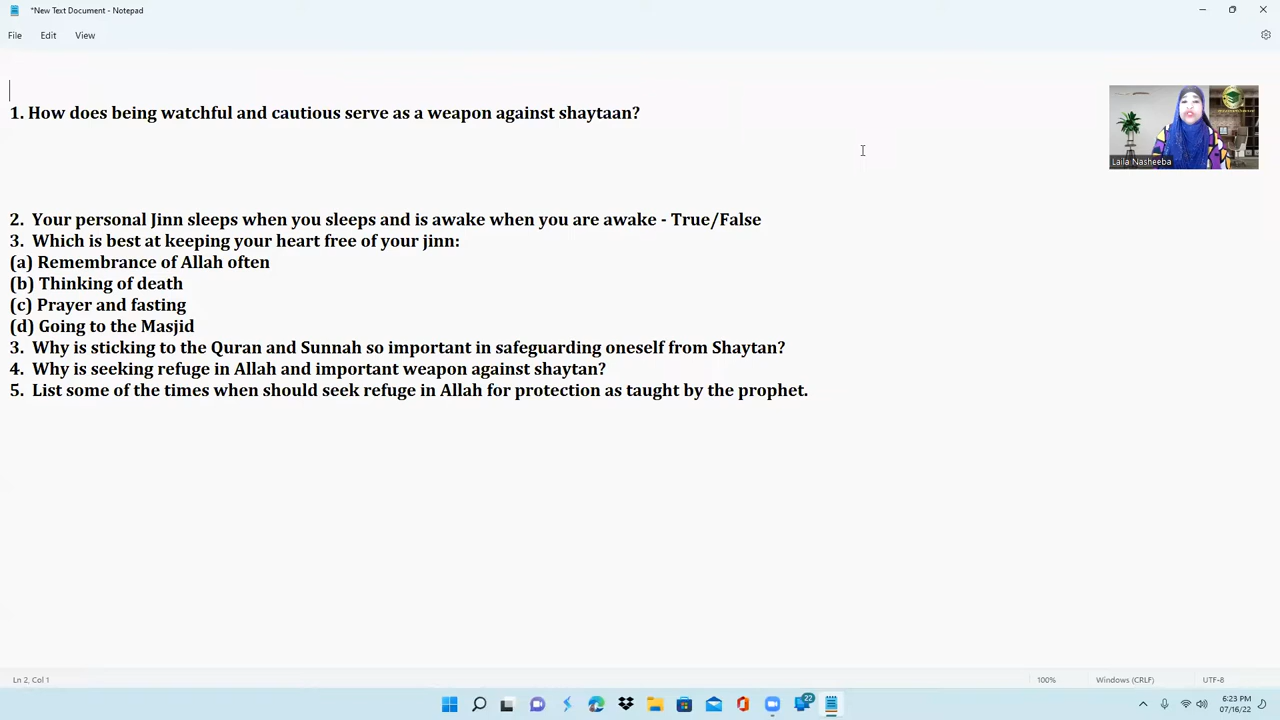 *New Text Document - Notepad
File Edit View
1. How does being watchful and cautious serve as a weapon against shaytaan?
Laila Nasheeba
2. Your personal Jinn sleeps when you sleeps and is awake when you are awake - True/False
3. Which is best at keeping your heart free of your jinn:
(a) Remembrance of Allah often
(b) Thinking of death
(c) Prayer and fasting
(d) Going to the Masjid
3. Why is sticking to the Quran and Sunnah so important in safeguarding oneself from Shaytan?
4. Why is seeking refuge in Allah and important weapon against shaytan?
5. List some of the times when should seek refuge in Allah for protection as taught by the prophet.
Ln 2, Col 1 100% Windows (CRLF) UTF-8
22
6:23 PM
07/16/22